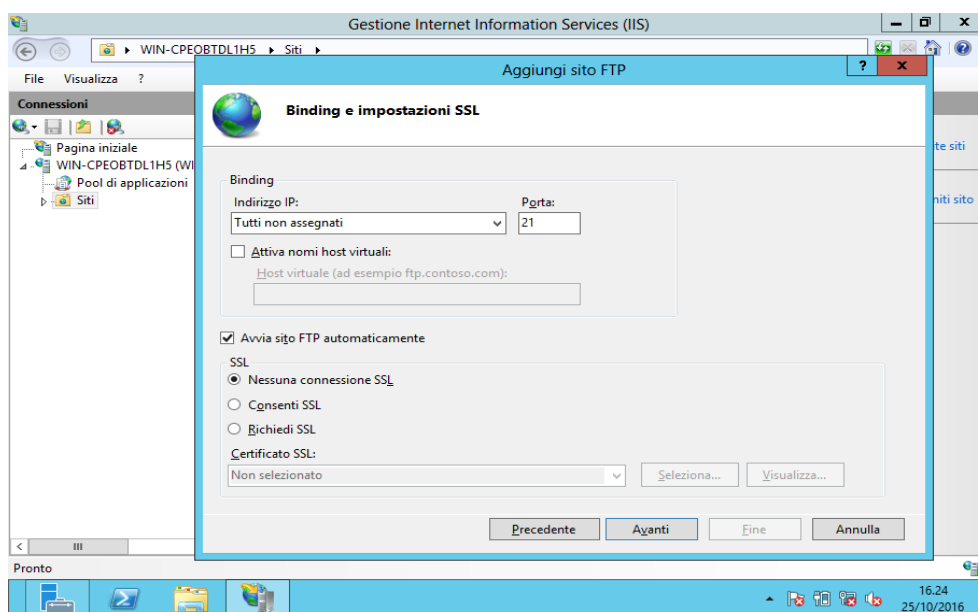 Gestione Internet Information Services (IIS)
WIN-CPEOBTDL1H5 Siti
File Visualizza ?
Connessioni
Pagina iniziale
WIN-CPEOBTDL1H5 (WI
Pool di applicazioni
Siti
te siti
niti sito
Aggiungi sito FTP
? x
Binding e impostazioni SSL
Binding
Indirizzo IP: Porta:
Tutti non assegnati 21
Attiva nomi host virtuali:
Host virtuale (ad esempio ftp.contoso.com):
Avvia sito FTP automaticamente
SSL
Nessuna connessione SSL
Consenti SSL
Richiedi SSL
Certificato SSL:
Non selezionato Seleziona... Visualizza...
Precedente Avanti Fine Annulla
Pronto
16.24
25/10/2016